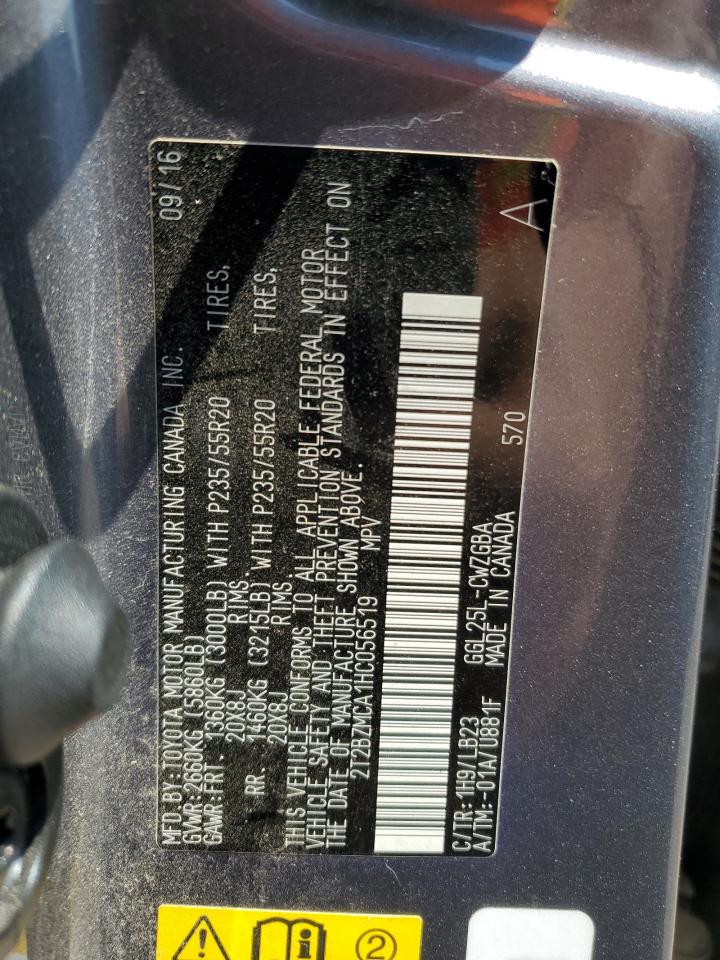 MFD BY:TOYOTA MOTOR MANUFACTURING CANADA INC. 09/16
GVWR:2660KG (5860LB)
GAWR:FRT. 1360KG (3000LB) WITH P235/55R20 TIRES,
20X8J RIMS,
RR. 1460KG (3215LB) WITH P235/55R20 TIRES,
20X8J RIMS.
THIS VEHICLE CONFORMS TO ALL APPLICABLE FEDERAL MOTOR
VEHICLE SAFETY AND THEFT PREVENTION STANDARDS IN EFFECT ON
THE DATE OF MANUFACTURE SHOWN ABOVE.
2T2BZMCA1HC056519 MPV
C/TR:1H9/LB23 GGL25L-CWZGBA
A/TM:-01A/U881F MADE IN CANADA 570 A
i 2